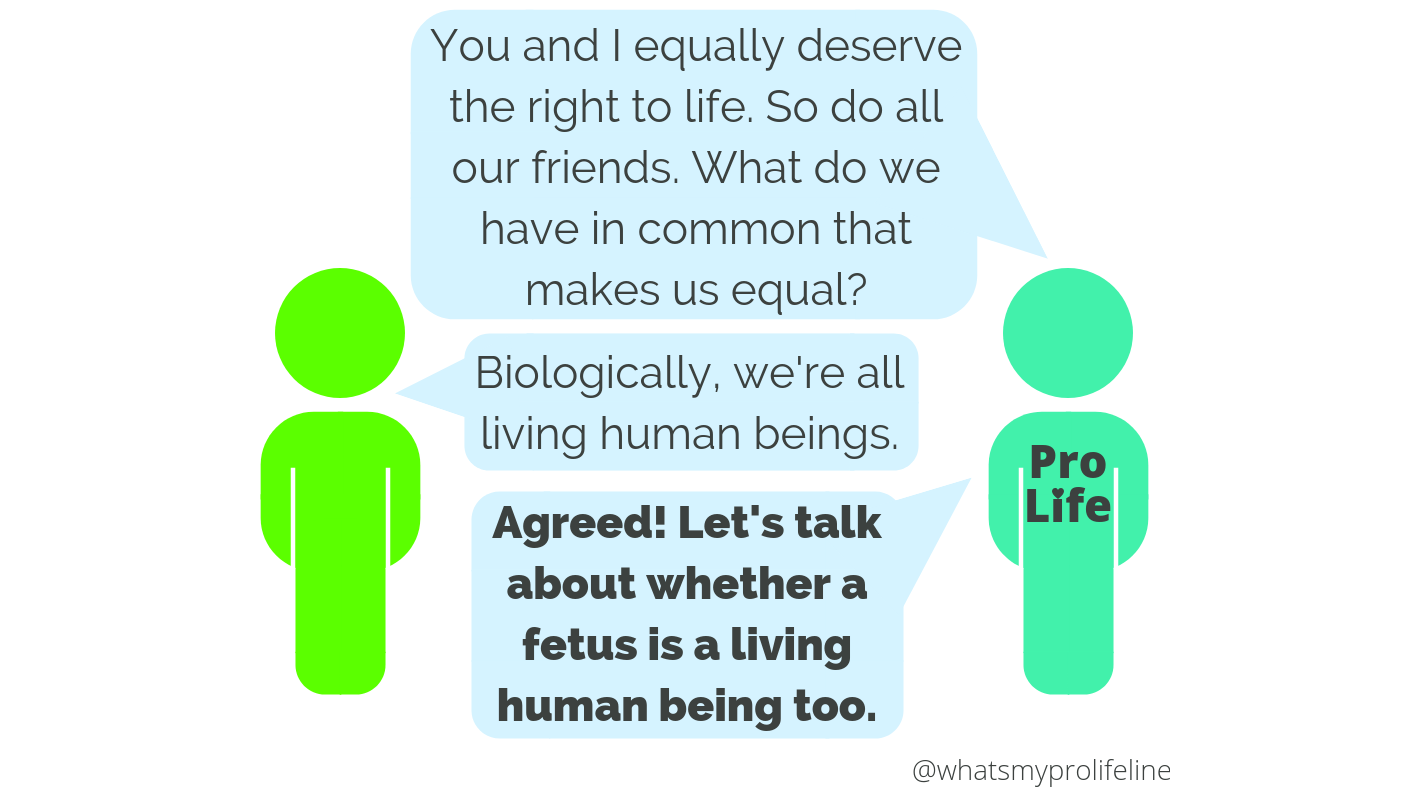 You and I equally deserve
the right to life. So do all
our friends. What do we
have in common that
makes us equal?
Biologically, we're all
living human beings.
Pro
Life
Agreed! Let's talk
about whether a
fetus is a living
human being too.
@whatsmyprolifeline